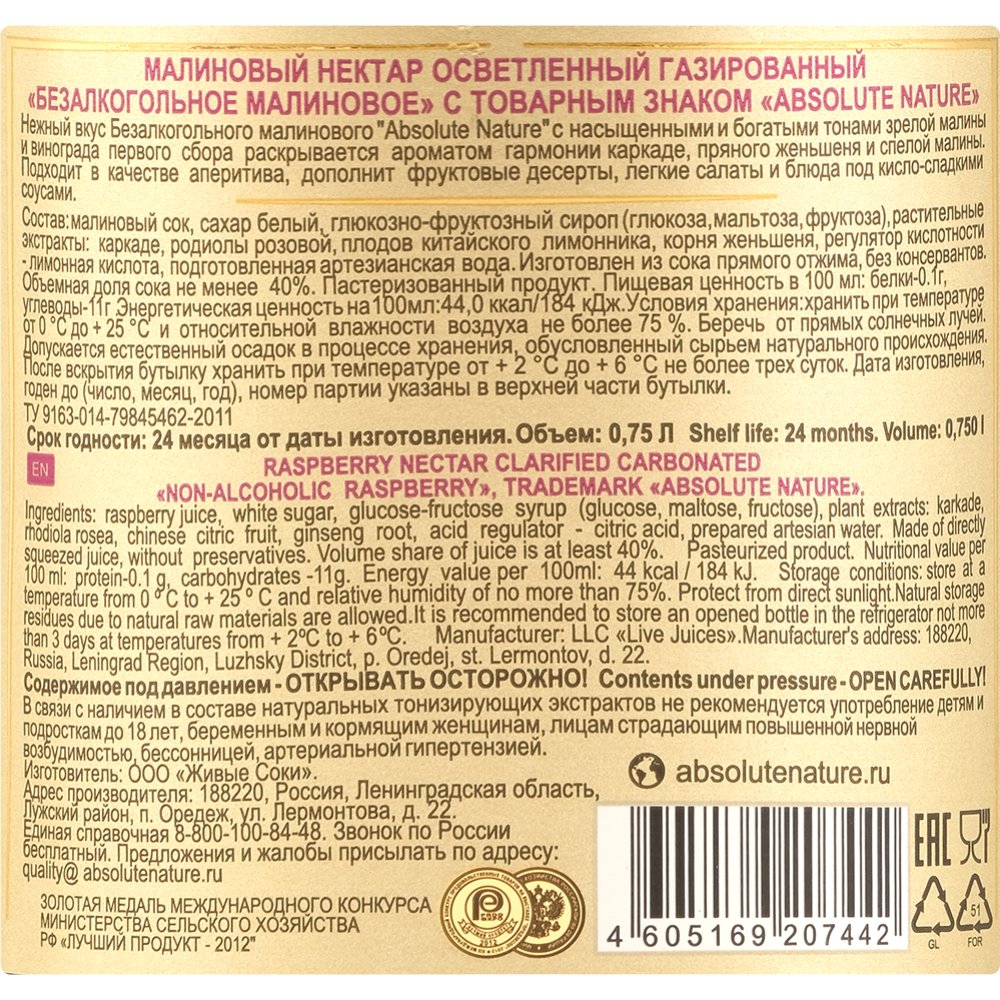 МАЛИНОВЫЙ НЕКТАР ОСВЕТЛЕННЫЙ ГАЗИРОВАННЫЙ
«БЕЗАЛКОГОЛЬНОЕ МАЛИНОВОЕ» С ТОВАРНЫМ ЗНАКОМ «ABSOLUTE NATURE»
Нежный вкус Безалкогольного малинового "Absolute Nature" с насыщенными и богатыми тонами зрелой малины
и винограда первого сбора раскрывается ароматом гармонии каркаде, пряного женьшеня и спелой малины.
Подходит в качестве аперитива, дополнит фруктовые десерты, легкие салаты и блюда под кисло-сладкими
соусами.
Состав: малиновый сок, сахар белый, глюкозно-фруктозный сироп (глюкоза, мальтоза, фруктоза), растительные
экстракты: каркаде, родиолы розовой, плодов китайского лимонника, корня женьшеня, регулятор кислотности
- лимонная кислота, подготовленная артезианская вода. Изготовлен из сока прямого отжима, без консервантов.
Объемная доля сока не менее 40%. Пастеризованный продукт. Пищевая ценность в 100 мл: белки-0.1г,
углеводы-11г. Энергетическая ценность на 100мл: 44,0 ккал/184 кДж. Условия хранения: хранить при температуре
от 0 °С до + 25 °С и относительной влажности воздуха не более 75 %. Беречь от прямых солнечных лучей.
Допускается естественный осадок в процессе хранения, обусловленный сырьем натурального происхождения.
После вскрытия бутылку хранить при температуре от + 2 °С до + 6 °С не более трех суток. Дата изготовления,
годен до (число, месяц, год), номер партии указаны в верхней части бутылки.
ТУ 9163-014-79845462-2011
Срок годности: 24 месяца от даты изготовления. Объем: 0,75 Л Shelf life: 24 months. Volume: 0,750 l
EN
RASPBERRY NECTAR CLARIFIED CARBONATED
«NON-ALCOHOLIC RASPBERRY», TRADEMARK «ABSOLUTE NATURE».
Ingredients: raspberry juice, white sugar, glucose-fructose syrup (glucose, maltose, fructose), plant extracts: karkade,
rhodiola rosea, chinese citric fruit, ginseng root, acid regulator - citric acid, prepared artesian water. Made of directly
squeezed juice, without preservatives. Volume share of juice is at least 40%. Pasteurized product. Nutritional value per
100 ml: protein-0.1 g, carbohydrates -11g. Energy value per 100ml: 44 kcal / 184 kJ. Storage conditions: store at a
temperature from 0 °C to + 25 °C and relative humidity of no more than 75%. Protect from direct sunlight. Natural storage
residues due to natural raw materials are allowed. It is recommended to store an opened bottle in the refrigerator not more
than 3 days at temperatures from + 2ºC to + 6ºC. Manufacturer: LLC «Live Juices». Manufacturer's address: 188220,
Russia, Leningrad Region, Luzhsky District, p. Oredej, st. Lermontov, d. 22.
Содержимое под давлением - ОТКРЫВАТЬ ОСТОРОЖНО! Contents under pressure - OPEN CAREFULLY!
В связи с наличием в составе натуральных тонизирующих экстрактов не рекомендуется употребление детям и
подросткам до 18 лет, беременным и кормящим женщинам, лицам страдающим повышенной нервной
возбудимостью, бессонницей, артериальной гипертензией.
Изготовитель: ООО «Живые Соки».
Адрес производителя: 188220, Россия, Ленинградская область,
Лужский район, п. Оредеж, ул. Лермонтова, д. 22.
Единая справочная 8-800-100-84-48. Звонок по России
бесплатный. Предложения и жалобы присылать по адресу:
quality@ absolutenature.ru
absolutenature.ru
ЗОЛОТАЯ МЕДАЛЬ МЕЖДУНАРОДНОГО КОНКУРСА
МИНИСТЕРСТВА СЕЛЬСКОГО ХОЗЯЙСТВА
РФ «ЛУЧШИЙ ПРОДУКТ - 2012»
2012
4 605169 207442
EAC
GL
51
FOR